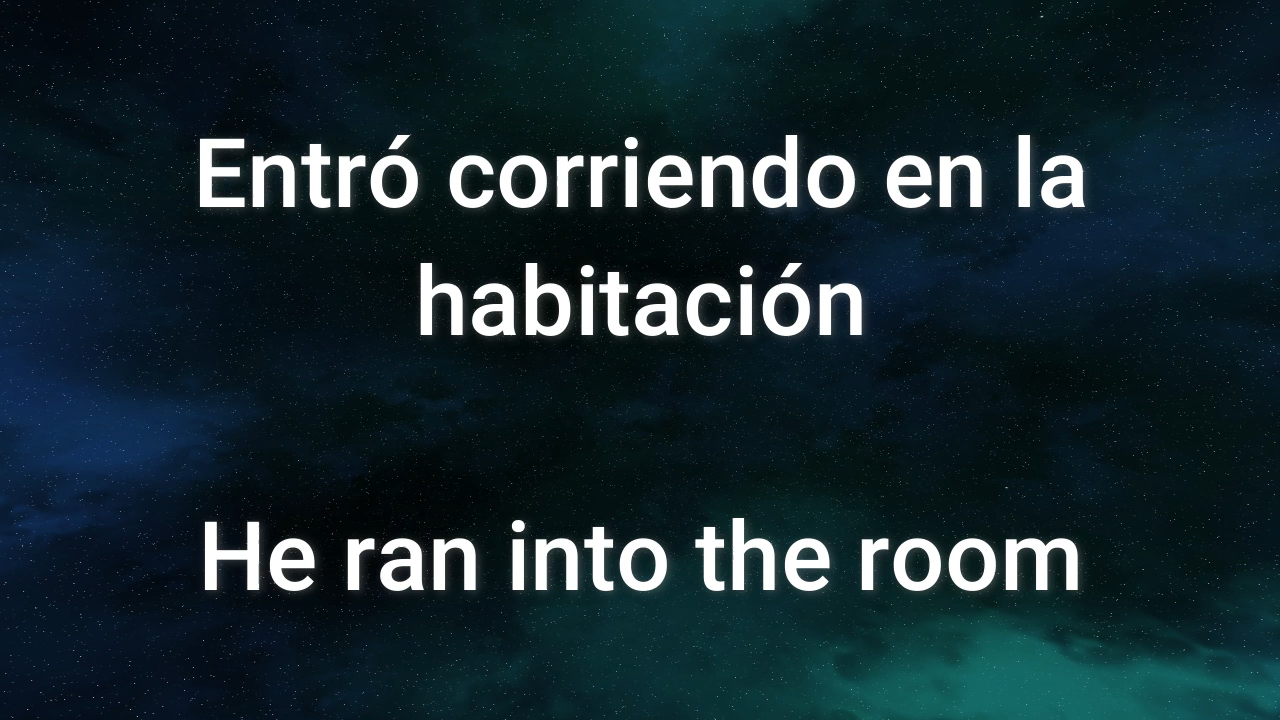 Entró corriendo en la
habitación
He ran into the room